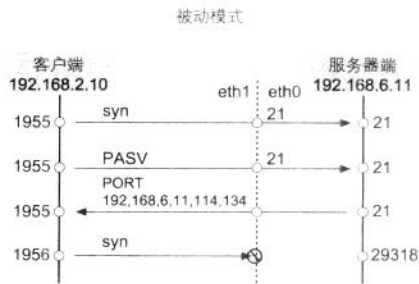 被动模式
客户端 服务器端
192.168.2.10 192.168.6.11
eth1 eth0
syn 21
1955 21
PASV 21
1955 21
PORT
192,168,6,11,114,134
1955 21
syn
1956 29318